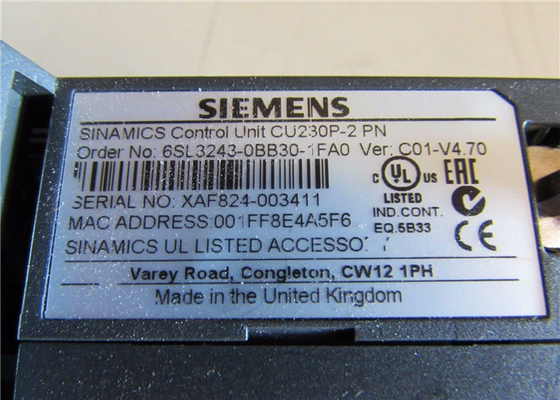 SIEMENS
SINAMICS Control Unit CU230P-2 PN
Order No: 6SL3243-0BB30-1FA0 Ver: C01-V4.70
SERIAL NO: XAF824-003411
MAC ADDRESS:001FF8E4A5F6
SINAMICS UL LISTED
C UL US EAC
LISTED
IND.CONT.
EQ.5B33 CE
Varey Road, Congleton, CW12 1PH
Made in the United Kingdom